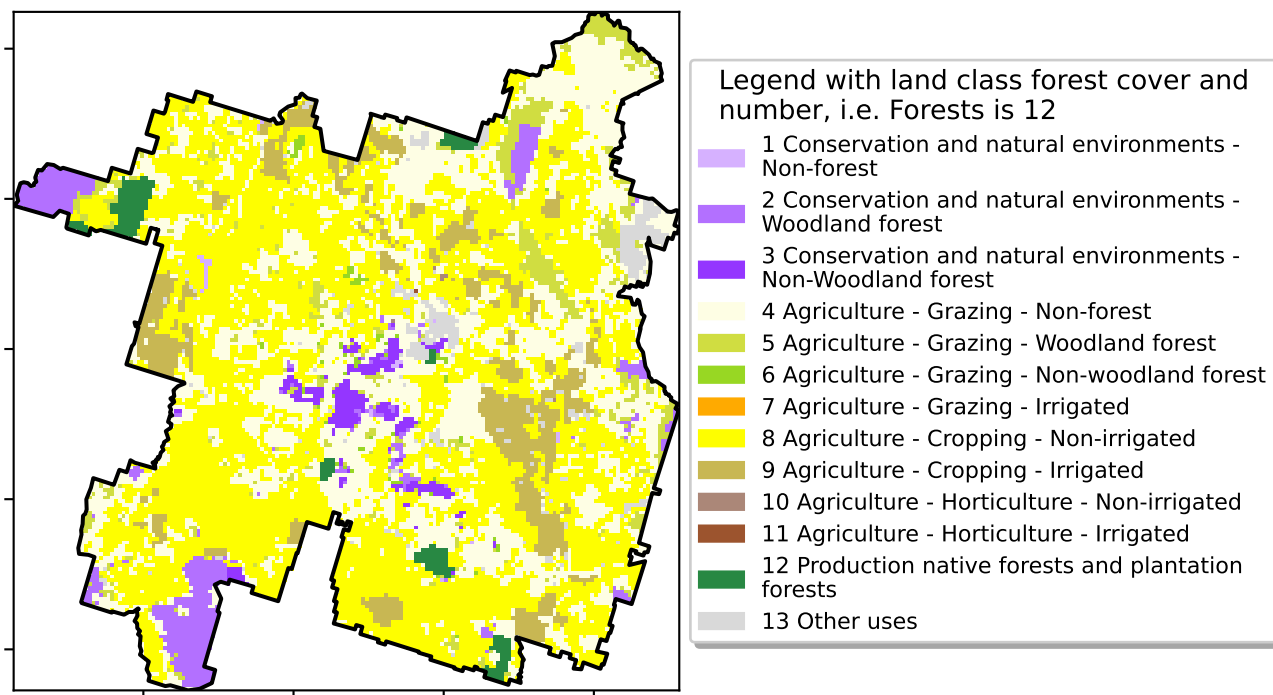 Legend with land class forest cover and
number, i.e. Forests is 12
1 Conservation and natural environments -
Non-forest
2 Conservation and natural environments -
Woodland forest
3 Conservation and natural environments -
Non-Woodland forest
4 Agriculture - Grazing - Non-forest
5 Agriculture - Grazing - Woodland forest
6 Agriculture - Grazing - Non-woodland forest
7 Agriculture - Grazing - Irrigated
8 Agriculture - Cropping - Non-irrigated
9 Agriculture - Cropping - Irrigated
10 Agriculture - Horticulture - Non-irrigated
11 Agriculture - Horticulture - Irrigated
12 Production native forests and plantation
forests
13 Other uses